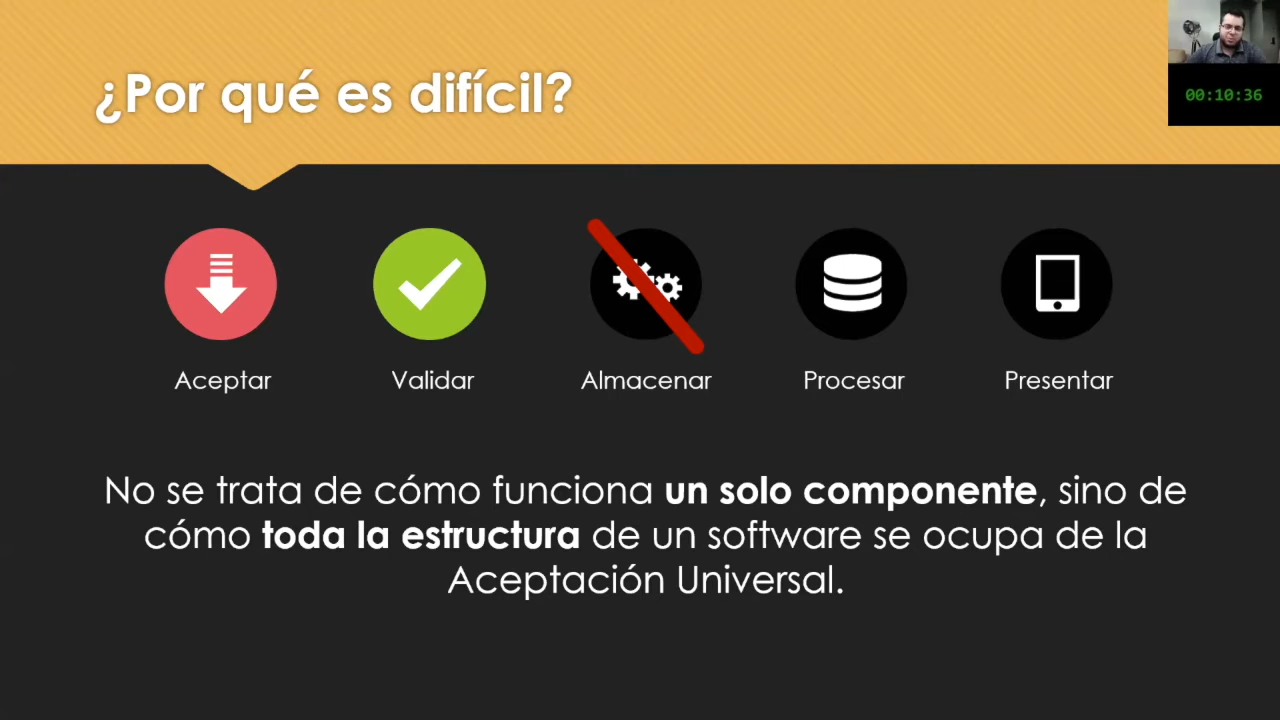 ¿Por qué es difícil?
00:10:36
Aceptar
Validar
Almacenar
Procesar
Presentar
No se trata de cómo funciona un solo componente, sino de
cómo toda la estructura de un software se ocupa de la
Aceptación Universal.